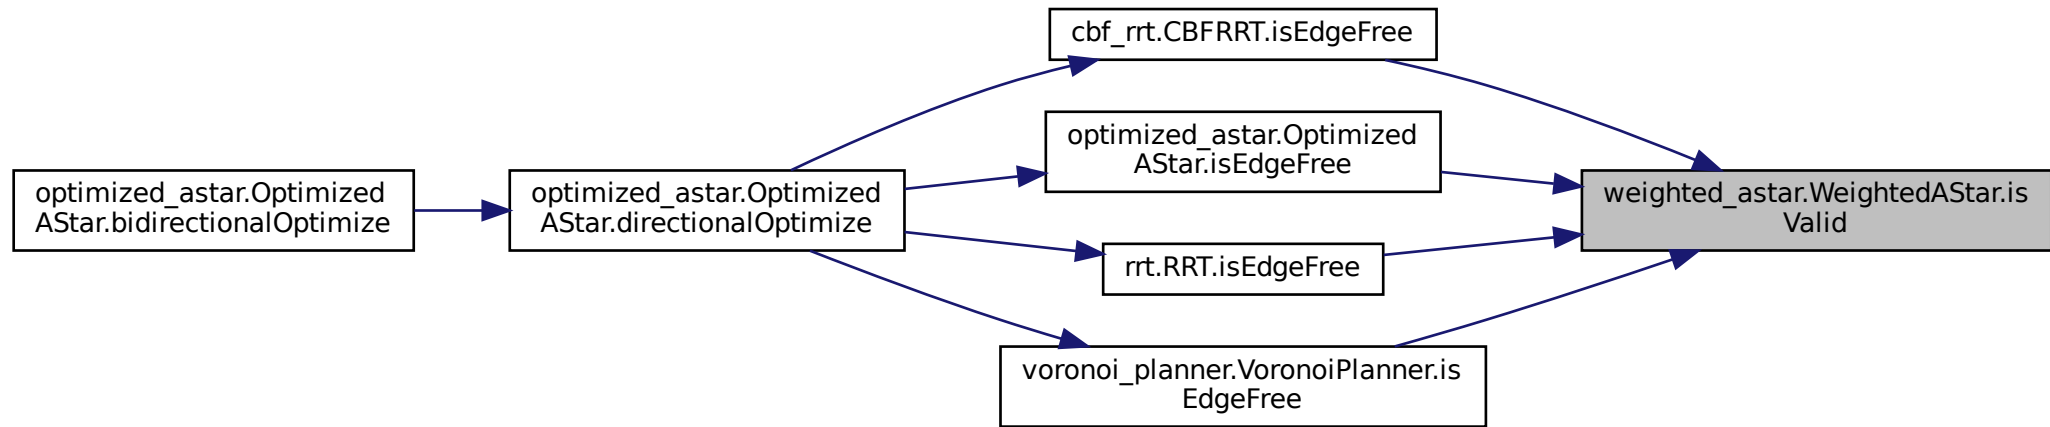 cbf_rrt.CBFRRT.isEdgeFree
optimized_astar.Optimized
AStar.isEdgeFree
optimized_astar.Optimized
AStar.bidirectionalOptimize
optimized_astar.Optimized
AStar.directionalOptimize
weighted_astar.WeightedAStar.is
Valid
rrt.RRT.isEdgeFree
voronoi_planner.VoronoiPlanner.is
EdgeFree